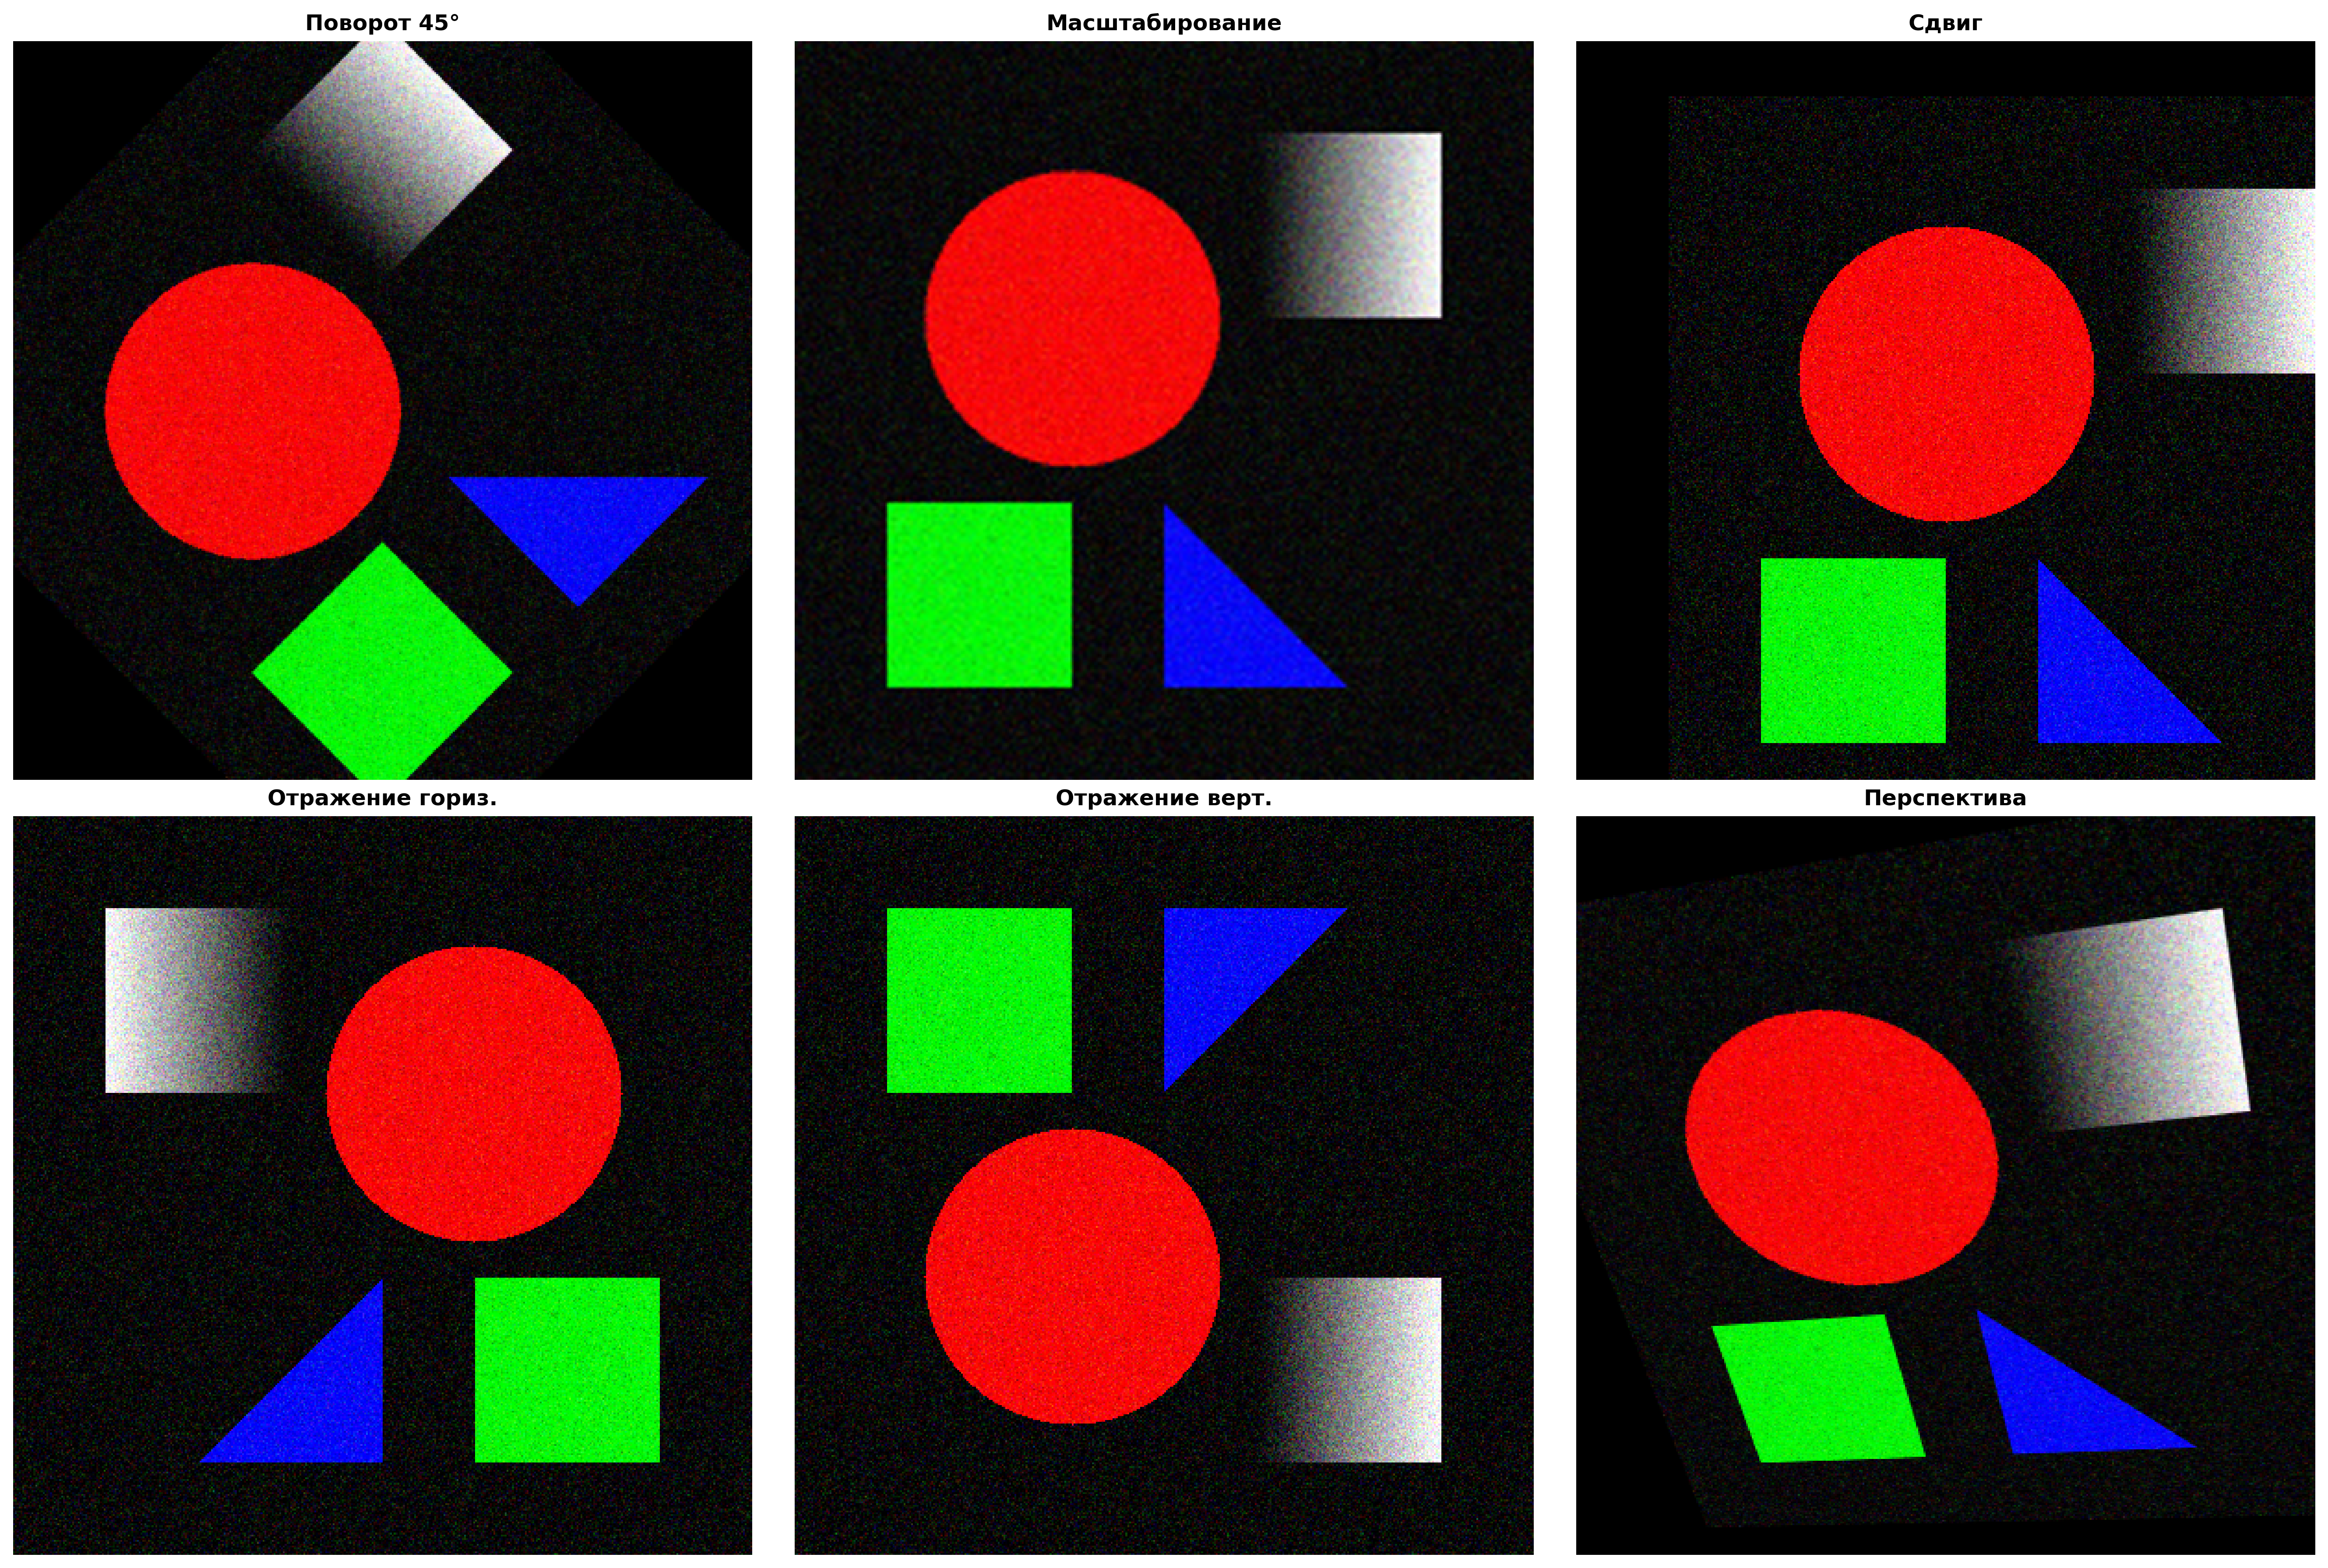 Поворот 45°
Масштабирование
Сдвиг
Отражение гориз.
Отражение верт.
Перспектива